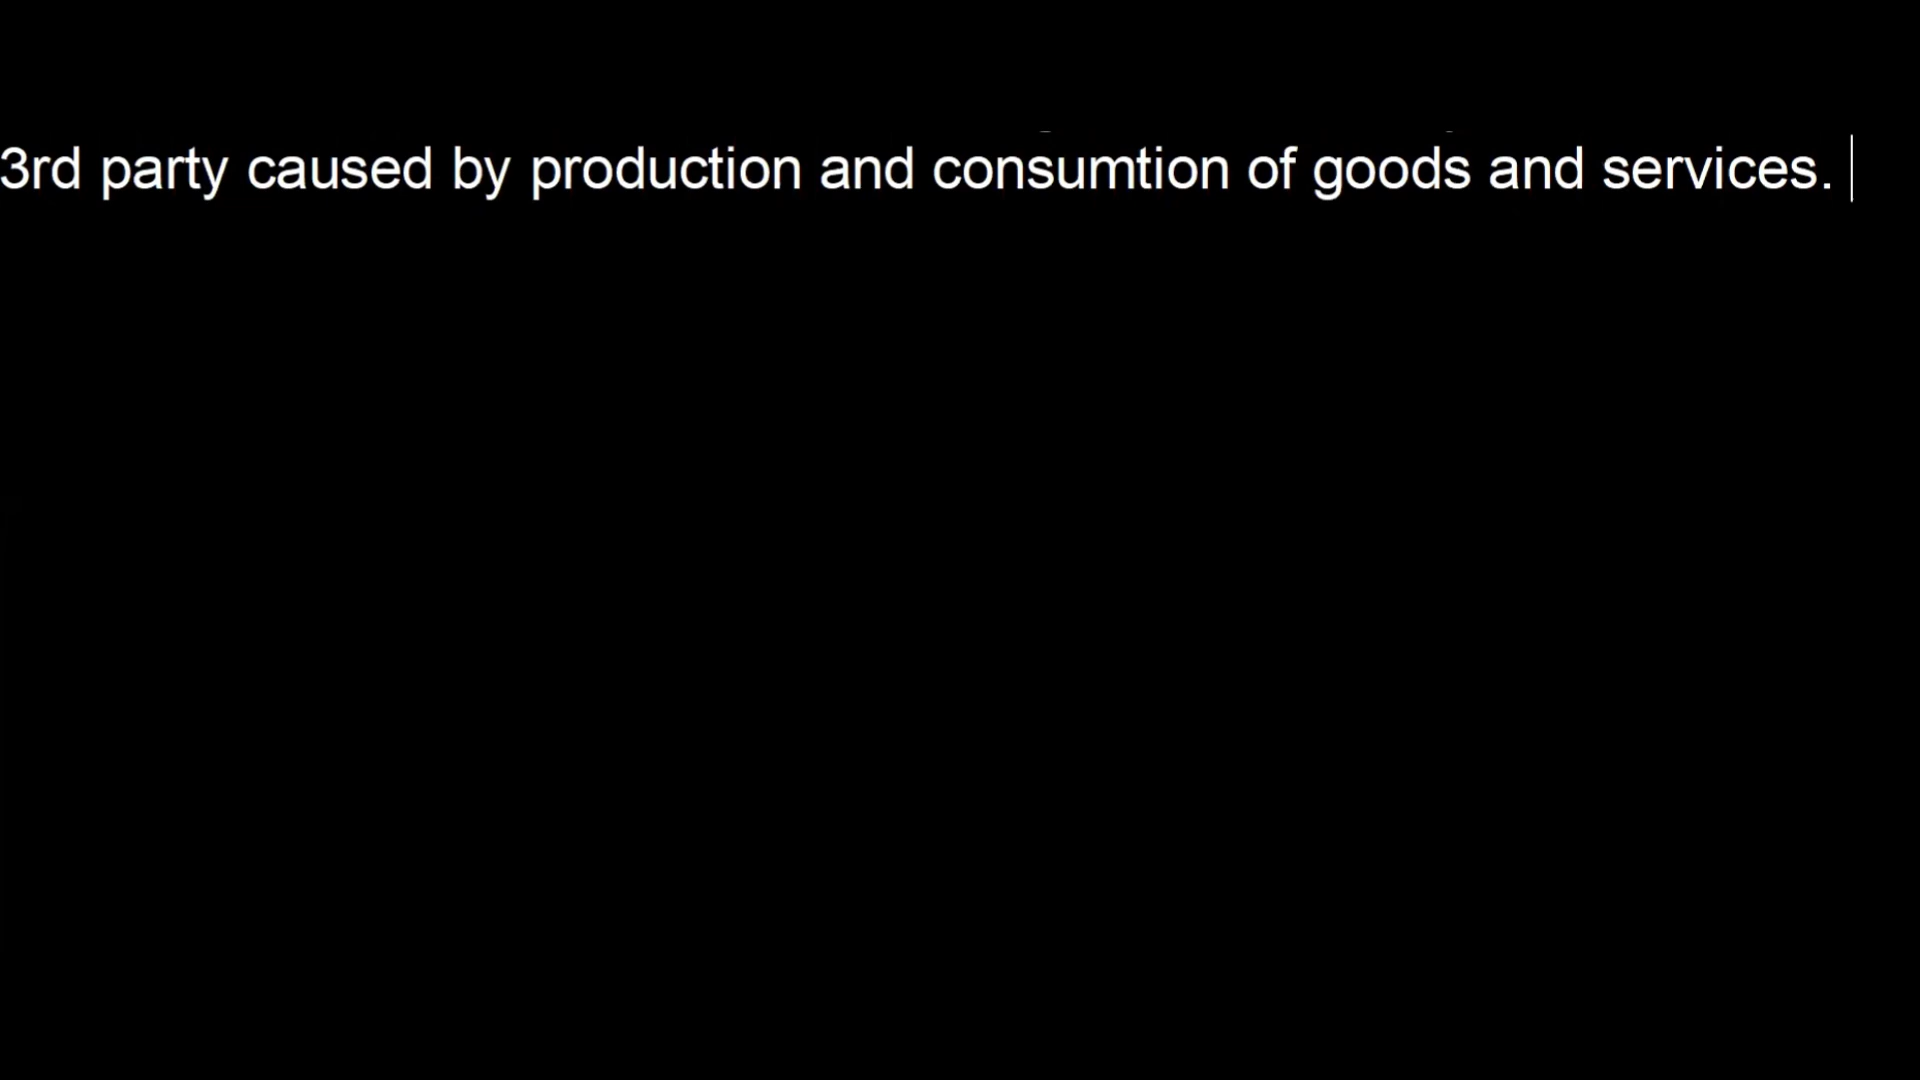 3rd party caused by production and consumtion of goods and services.